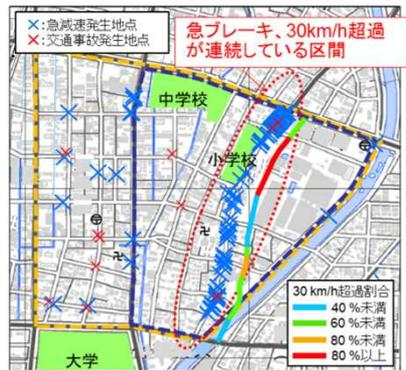 ×:急減速発生地点
×:交通事故発生地点
急ブレーキ、30km/h超過
が連続している区間
中学校
小学校
大学
30 km/h超過割合
40 %未満
60 %未満
80 %未満
80 %以上